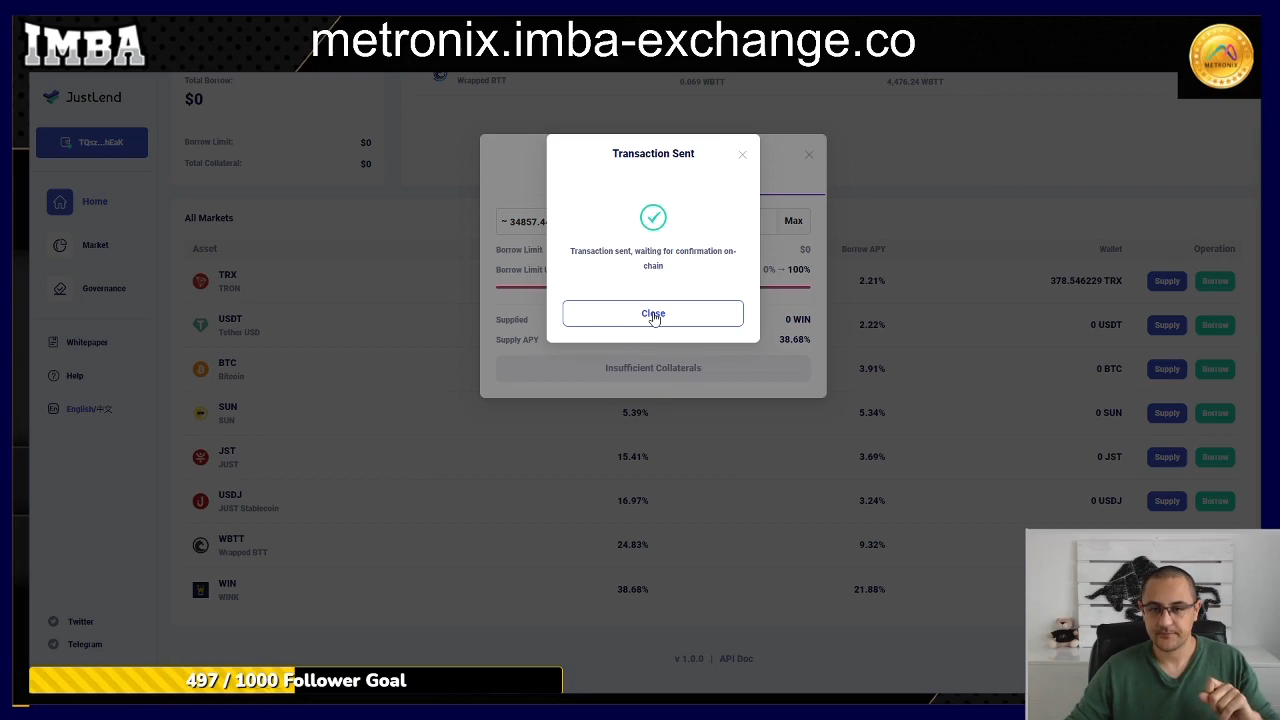 IMBA
metronix.imba-exchange.co
METRONIX
JustLend
TQsz...hEaK
Home
Market
Governance
Whitepaper
Help
English/中文
Twitter
Telegram
Total Borrow:
$0
Borrow Limit: $0
Total Collateral: $0
Wrapped BTT 0.069 WBTT 4,476.24 WBTT
All Markets
Asset Borrow APY Wallet Operation
TRX
TRON
2.21% 378.546229 TRX Supply Borrow
USDT
Tether USD
2.22% 0 USDT Supply Borrow
BTC
Bitcoin
3.91% 0 BTC Supply Borrow
SUN
SUN
5.39% 5.34% 0 SUN Supply Borrow
JST
JUST
15.41% 3.69% 0 JST Supply Borrow
USDJ
JUST Stablecoin
16.97% 3.24% 0 USDJ Supply Borrow
WBTT
Wrapped BTT
24.83% 9.32%
WIN
WINK
38.68% 21.88%
~ 34857.4 Max
Borrow Limit $0
Borrow Limit 0% → 100%
Supplied 0 WIN
Supply APY 38.68%
Insufficient Collaterals
Transaction Sent
Transaction sent, waiting for confirmation on-
chain
Close
v 1.0.0 | API Doc
497 / 1000 Follower Goal